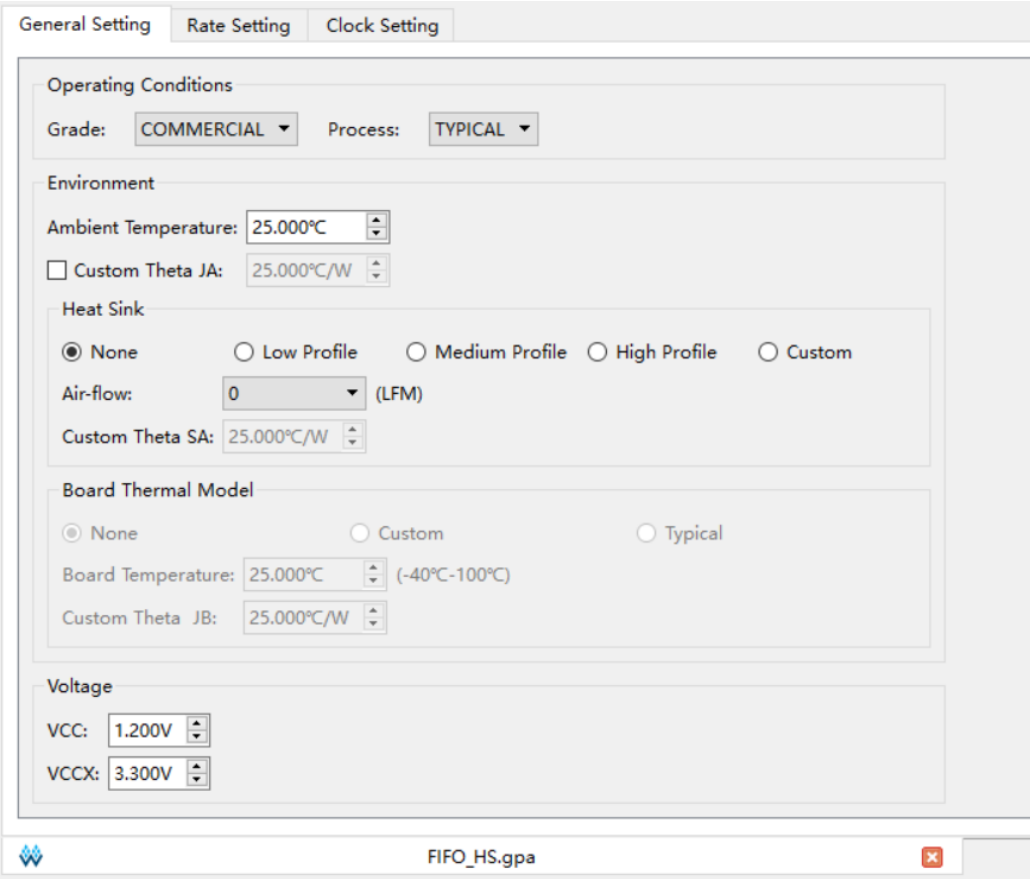 General Setting Rate Setting Clock Setting
Operating Conditions
Grade: COMMERCIAL Process: TYPICAL
Environment
Ambient Temperature: 25.000℃
Custom Theta JA: 25.000℃/W
Heat Sink
None Low Profile Medium Profile High Profile Custom
Air-flow: 0 (LFM)
Custom Theta SA: 25.000℃/W
Board Thermal Model
None Custom Typical
Board Temperature: 25.000℃ (-40℃-100℃)
Custom Theta JB: 25.000℃/W
Voltage
VCC: 1.200V
VCCX: 3.300V
FIFO_HS.gpa